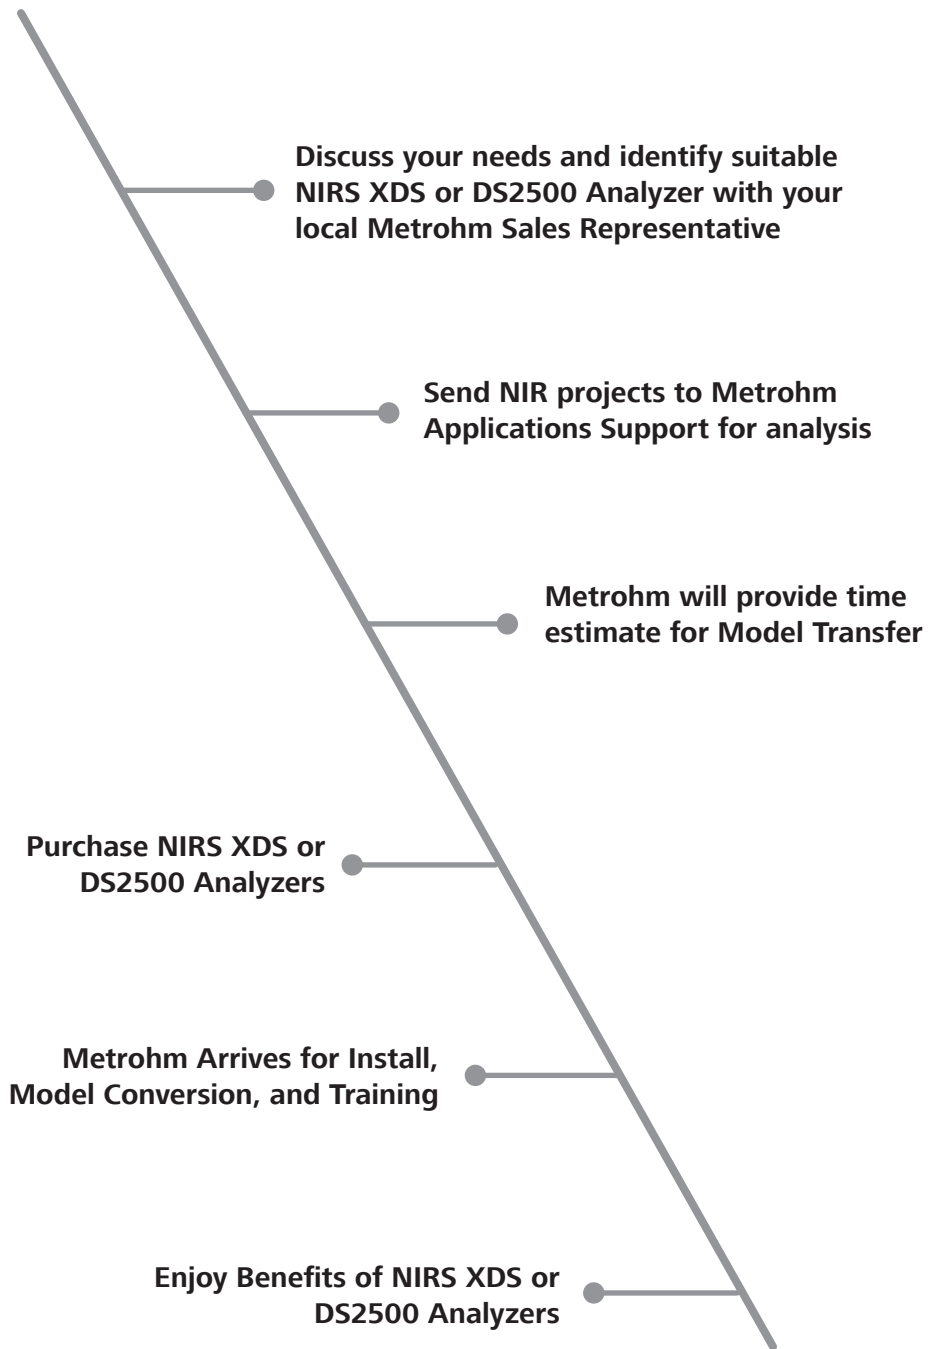 Discuss your needs and identify suitable
NIRS XDS or DS2500 Analyzer with your
local Metrohm Sales Representative
Send NIR projects to Metrohm
Applications Support for analysis
Metrohm will provide time
estimate for Model Transfer
Purchase NIRS XDS or
DS2500 Analyzers
Metrohm Arrives for Install,
Model Conversion, and Training
Enjoy Benefits of NIRS XDS or
DS2500 Analyzers